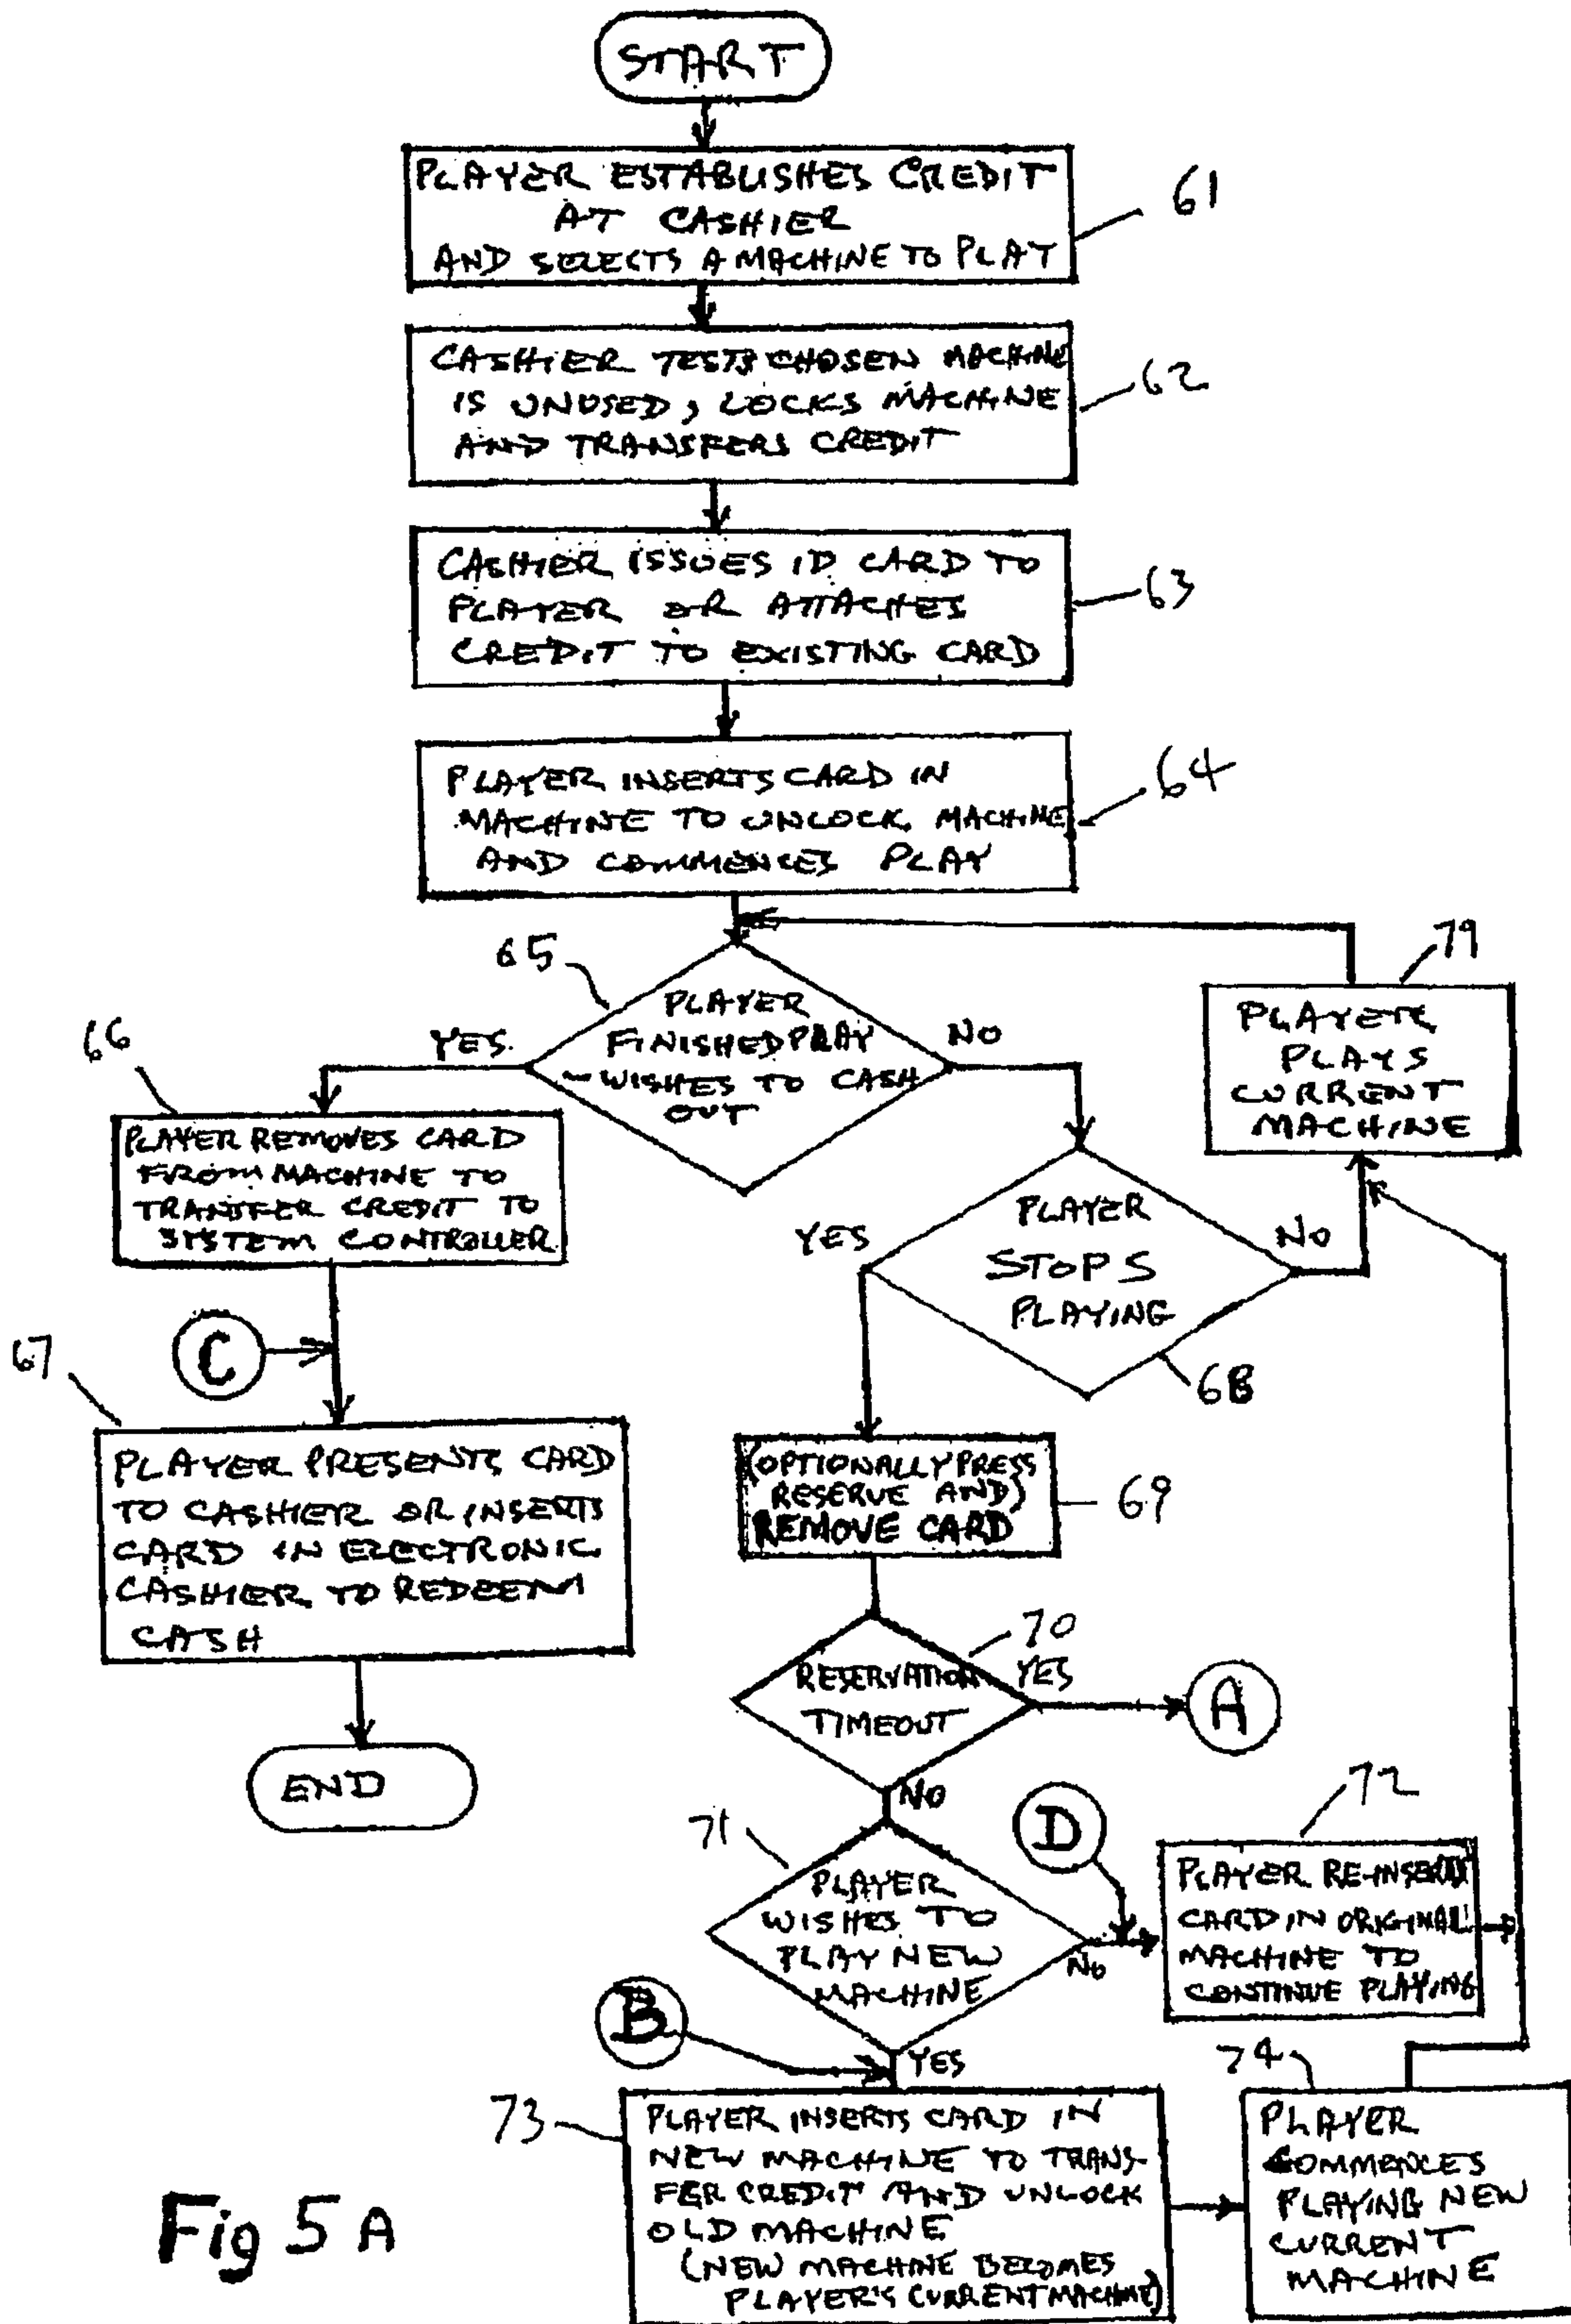 START
PLAYER ESTABLISHES CREDIT
AT CASHIER
AND SELECTS A MACHINE TO PLAY
61
CASHIER TESTS CHOSEN MACHINE
IS UNUSED, LOCKS MACHINE
AND TRANSFERS CREDIT
62
CASHIER ISSUES ID CARD TO
PLAYER OR ATTACHES
CREDIT TO EXISTING CARD
63
PLAYER INSERTS CARD IN
MACHINE TO UNLOCK MACHINE
AND COMMENCES PLAY
64
65
PLAYER
FINISHED PLAY
- WISHES TO CASH
OUT
YES
NO
79
PLAYER
PLAYS
CURRENT
MACHINE
66
PLAYER REMOVES CARD
FROM MACHINE TO
TRANSFER CREDIT TO
SYSTEM CONTROLLER
PLAYER
STOPS
PLAYING
YES
NO
68
C
67
PLAYER PRESENTS CARD
TO CASHIER OR INSERTS
CARD IN ELECTRONIC
CASHIER TO REDEEM
CASH
END
(OPTIONALLY PRESS
RESERVE AND)
REMOVE CARD
69
70
RESERVATION
TIMEOUT
YES
A
NO
71
PLAYER
WISHES TO
PLAY NEW
MACHINE
D
NO
72
PLAYER RE-INSERTS
CARD IN ORIGINAL
MACHINE TO
CONTINUE PLAYING
B
YES
73
PLAYER INSERTS CARD IN
NEW MACHINE TO TRANS-
FER CREDIT AND UNLOCK
OLD MACHINE
(NEW MACHINE BECOMES
PLAYER'S CURRENT MACHINE)
74
PLAYER
COMMENCES
PLAYING NEW
CURRENT
MACHINE
Fig 5 A